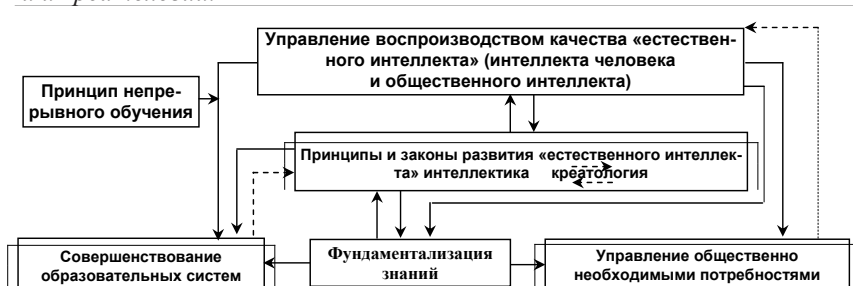 Управление воспроизводством качества «естествен-
ного интеллекта» (интеллекта человека
и общественного интеллекта)
Принцип непре-
рывного обучения
Принципы и законы развития «естественного интеллек-
та» интеллектика креатология
Совершенствование
образовательных систем
Фундаментализация
знаний
Управление общественно
необходимыми потребностями